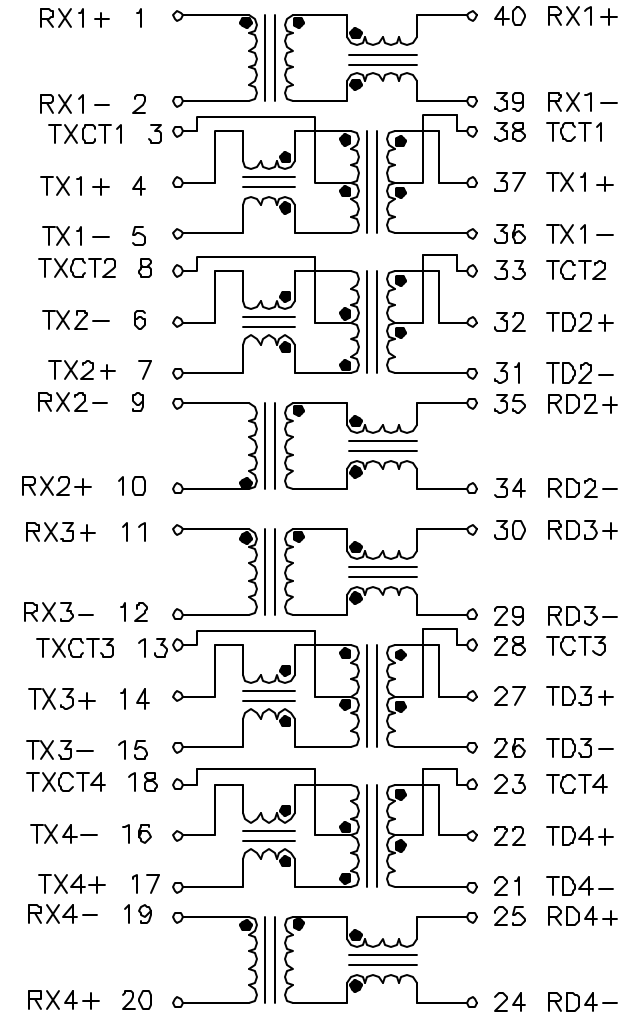 RX1+ 1 40 RX1+
RX1- 2 39 RX1-
TXCT1 3 38 TCT1
TX1+ 4 37 TX1+
TX1- 5 36 TX1-
TXCT2 8 33 TCT2
TX2- 6 32 TD2+
TX2+ 7 31 TD2-
RX2- 9 35 RD2+
RX2+ 10 34 RD2-
RX3+ 11 30 RD3+
RX3- 12 29 RD3-
TXCT3 13 28 TCT3
TX3+ 14 27 TD3+
TX3- 15 26 TD3-
TXCT4 18 23 TCT4
TX4- 16 22 TD4+
TX4+ 17 21 TD4-
RX4- 19 25 RD4+
RX4+ 20 24 RD4-